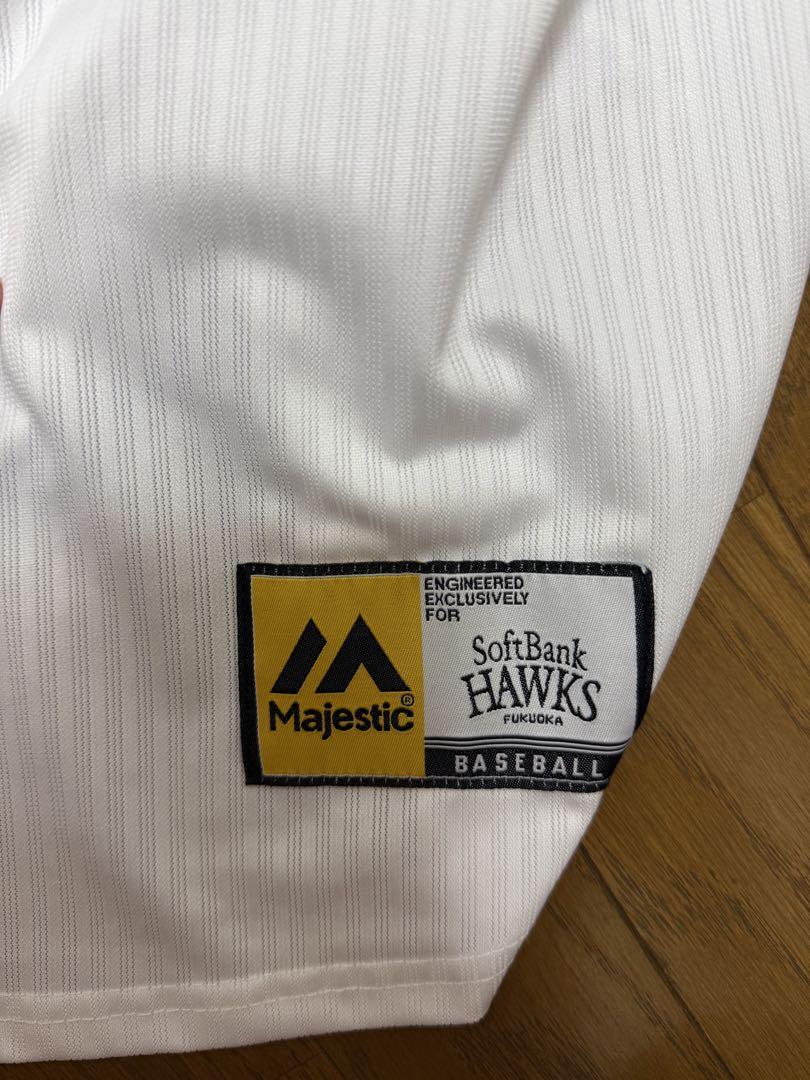 Majestic®
ENGINEERED
EXCLUSIVELY
FOR
SoftBank
HAWKS
FUKUOKA
BASEBALL